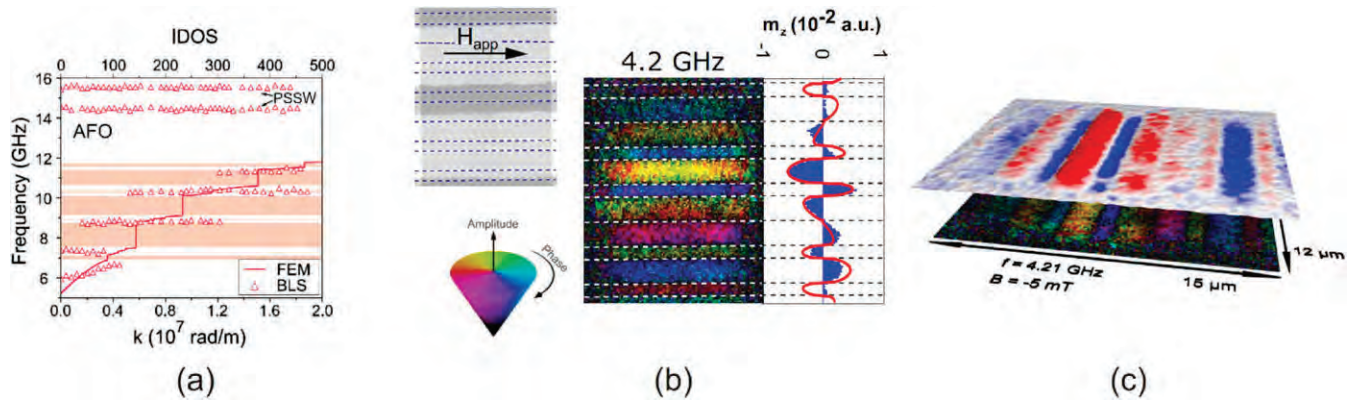 IDOS
0 100 200 300 400 500
16
14
12
10
8
6
Frequency (GHz)
AFO
PSSW
FEM
BLS
0.0 0.4 0.8 1.2 1.6 2.0
k (10⁷ rad/m)
(a)
H_app
Amplitude
Phase
4.2 GHz
m_z (10⁻² a.u.)
-1 0 1
(b)
f = 4.21 GHz
B = -5 mT
15 µm
12 µm
(c)